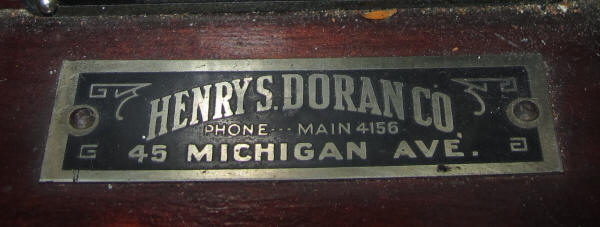 HENRY S. DORAN CO.
PHONE --- MAIN 4156
45 MICHIGAN AVE.